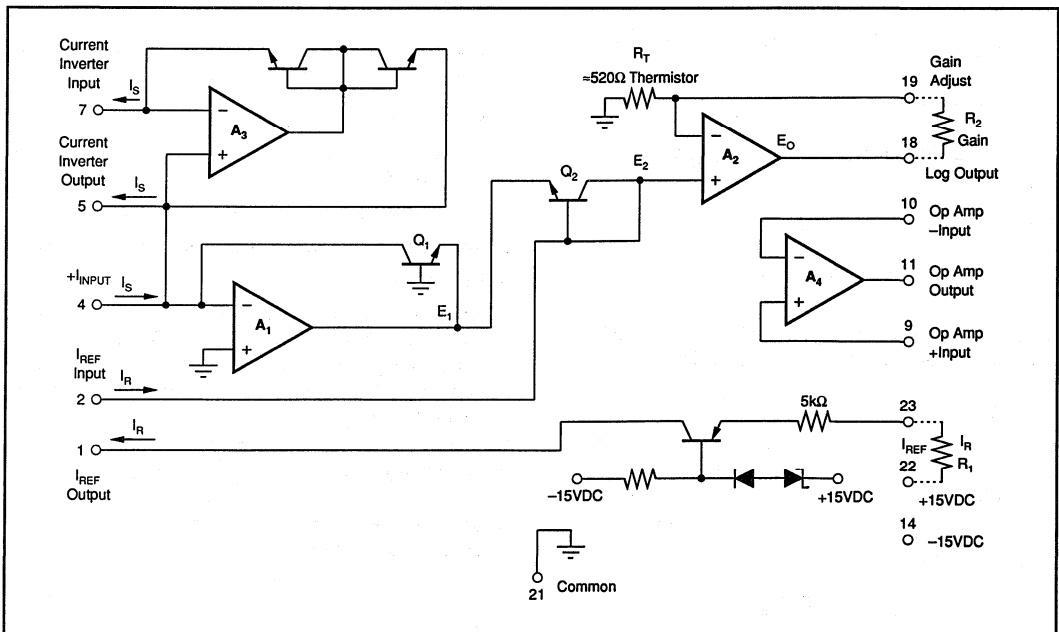 Current
Inverter
Input
I_S
7
Current
Inverter
Output
I_S
5
A_3
−
+
+I_INPUT
I_S
4
Q_1
E_1
A_1
−
+
I_REF
Input
I_R
2
I_R
1
I_REF
Output
R_T
≈520Ω Thermistor
Q_2
E_2
A_2
−
+
E_O
19
Gain
Adjust
R_2
Gain
18
Log Output
10
Op Amp
−Input
A_4
−
+
11
Op Amp
Output
9
Op Amp
+Input
5kΩ
23
I_REF
I_R
R_1
22
+15VDC
−15VDC
+15VDC
14
−15VDC
21
Common